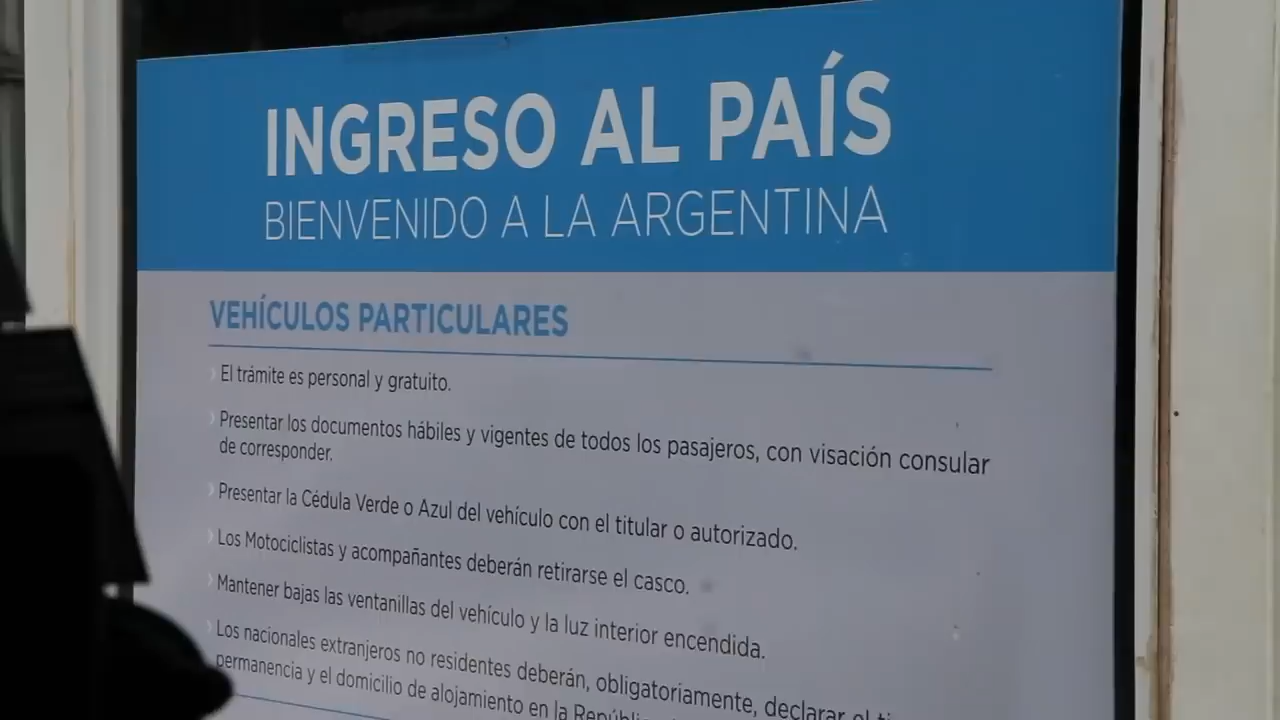 INGRESO AL PAÍS
BIENVENIDO A LA ARGENTINA
VEHÍCULOS PARTICULARES
El trámite es personal y gratuito.
Presentar los documentos hábiles y vigentes de todos los pasajeros, con visación consular
de corresponder.
Presentar la Cédula Verde o Azul del vehículo con el titular o autorizado.
Los Motociclistas y acompañantes deberán retirarse el casco.
Mantener bajas las ventanillas del vehículo y la luz interior encendida.
Los nacionales extranjeros no residentes deberán, obligatoriamente, declarar el
permanencia y el domicilio de alojamiento en la